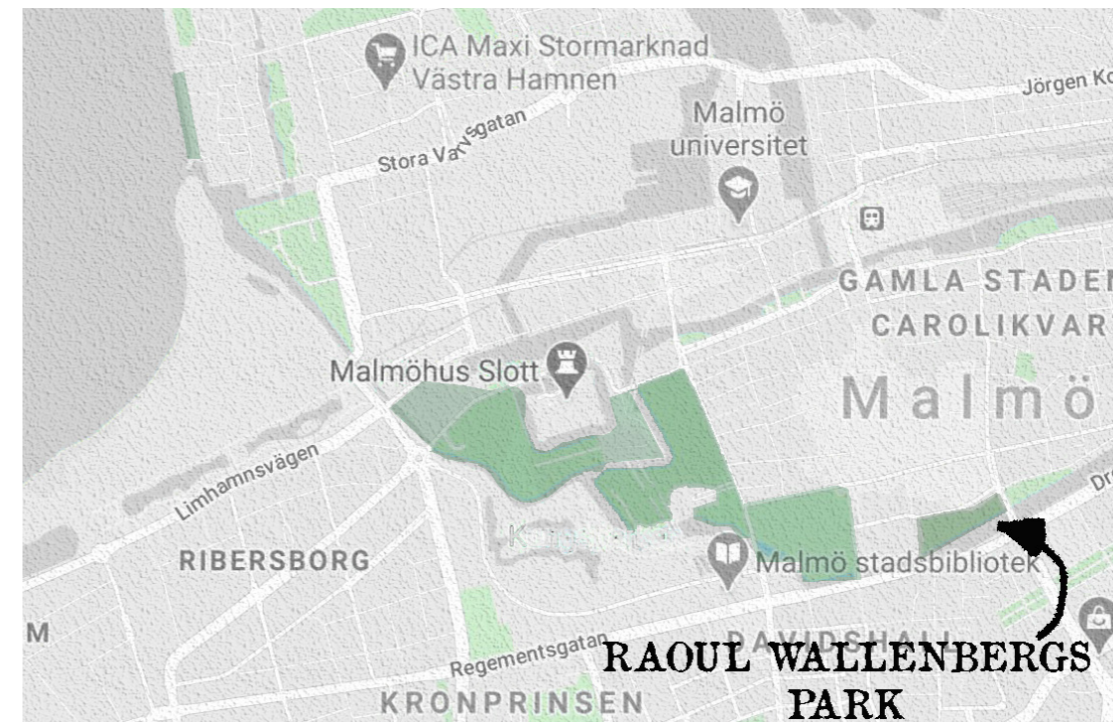 ICA Maxi Stormarknad
Västra Hamnen
Jörgen Ko
Malmö
universitet
Stora Varvsgatan
GAMLA STADEN
CAROLIKVAR
Malmöhus Slott
Malmö
Limhamnsvägen
Dro
RIBERSBORG
Malmö stadsbibliotek
M
DAVIDSHALL
Regementsgatan
RAOUL WALLENBERGS
PARK
KRONPRINSEN